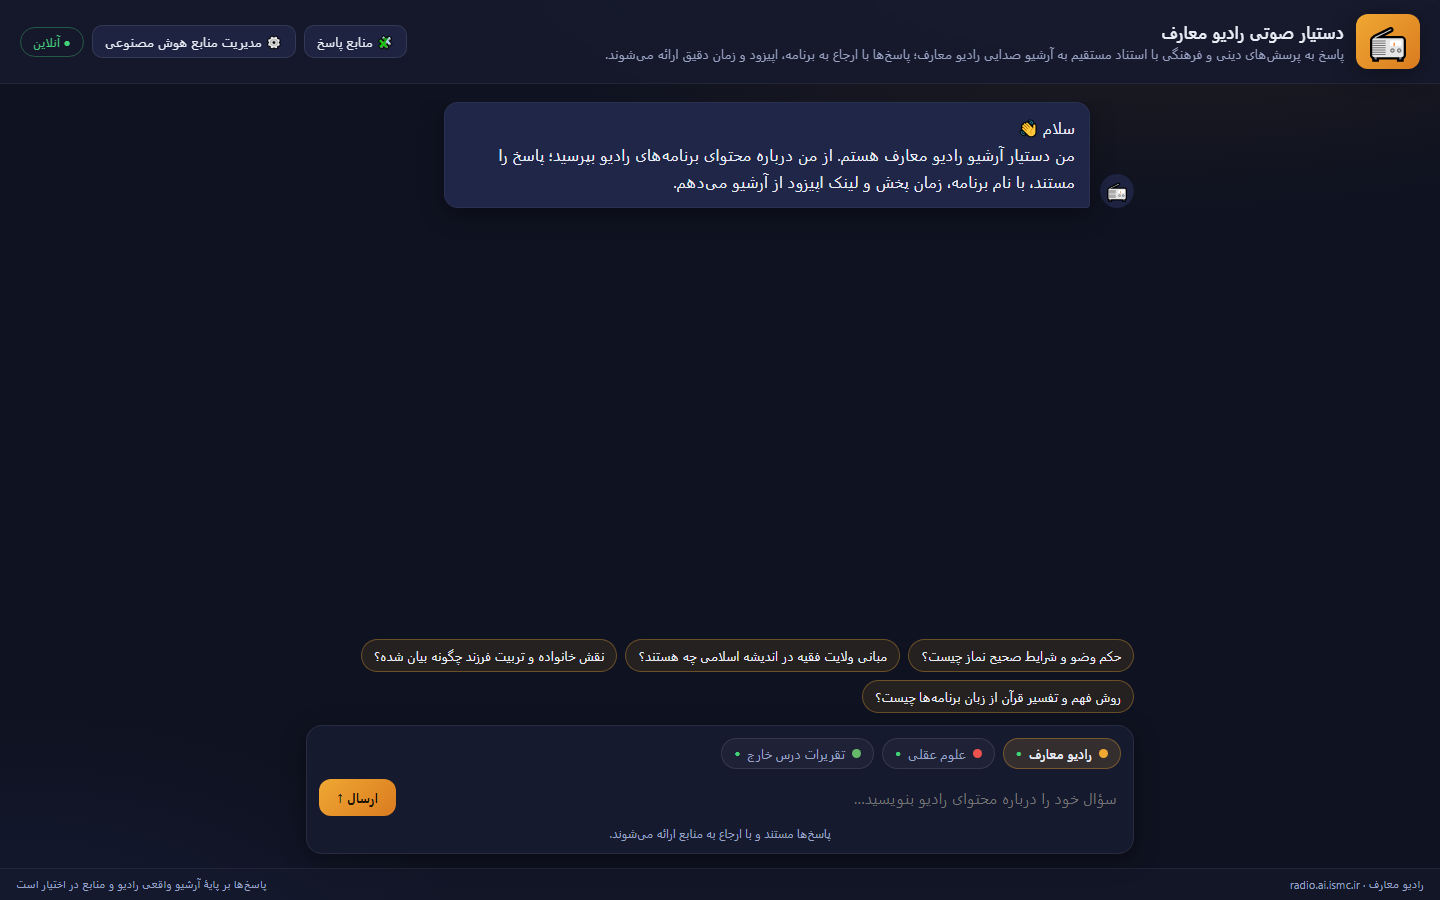 دستیار صوتی رادیو معارف
پاسخ به پرسش‌های دینی و فرهنگی با استناد مستقیم به آرشیو صدایی رادیو معارف؛ پاسخ‌ها با ارجاع به برنامه، اپیزود و زمان دقیق ارائه می‌شوند.
منابع پاسخ
مدیریت منابع هوش مصنوعی
● آنلاین
سلام 👋
من دستیار آرشیو رادیو معارف هستم. از من درباره محتوای برنامه‌های رادیو بپرسید؛ پاسخ را
مستند، با نام برنامه، زمان پخش و لینک اپیزود از آرشیو می‌دهم.
حکم وضو و شرایط صحیح نماز چیست؟
مبانی ولایت فقیه در اندیشه اسلامی چه هستند؟
نقش خانواده و تربیت فرزند چگونه بیان شده؟
روش فهم و تفسیر قرآن از زبان برنامه‌ها چیست؟
رادیو معارف
علوم عقلی
تقریرات درس خارج
سؤال خود را درباره محتوای رادیو بنویسید...
ارسال ↑
پاسخ‌ها مستند و با ارجاع به منابع ارائه می‌شوند.
رادیو معارف · radio.ai.ismc.ir
پاسخ‌ها بر پایهٔ آرشیو واقعی رادیو و منابع در اختیار است